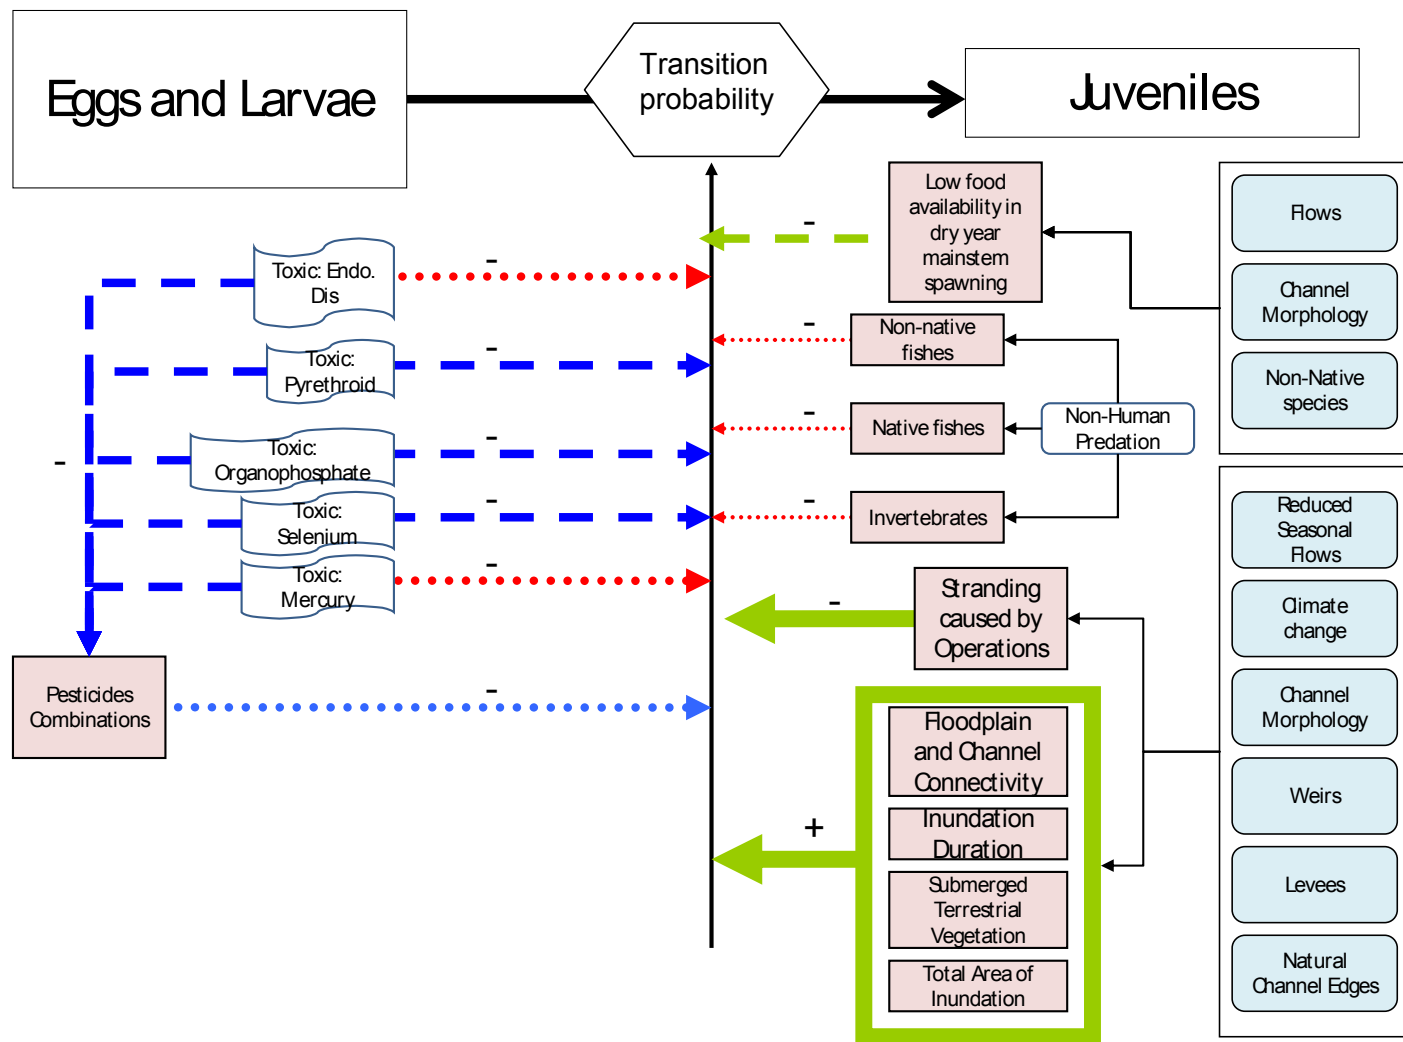 Eggs and Larvae
Transition
probability
Juveniles
Low food
availability in
dry year
mainstem
spawning
-
Flows
Channel
Morphology
Non-Native
species
Toxic: Endo.
Dis
-
Non-native
fishes
-
Toxic:
Pyrethroid
-
Native fishes
-
Non-Human
Predation
Toxic:
Organophosphate
-
-
Invertebrates
-
Toxic:
Selenium
-
Toxic:
Mercury
-
Reduced
Seasonal
Flows
Stranding
caused by
Operations
-
Climate
change
Pesticides
Combinations
-
Channel
Morphology
Floodplain
and Channel
Connectivity
Weirs
+
Inundation
Duration
Submerged
Terrestrial
Vegetation
Levees
Total Area of
Inundation
Natural
Channel Edges